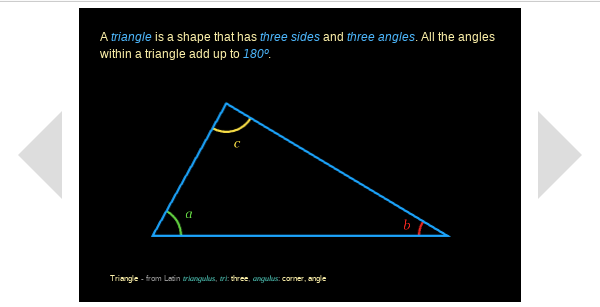 A triangle is a shape that has three sides and three angles. All the angles
within a triangle add up to 180º.
c
a
b
Triangle - from Latin triangulus, tri: three, angulus: corner, angle